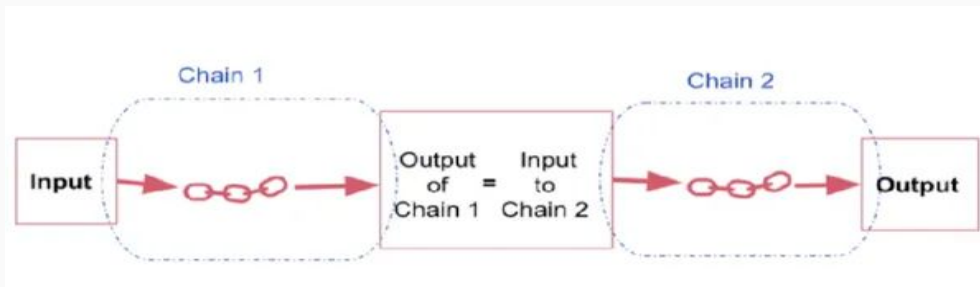 Chain 1
Chain 2
Input
Output Input
of = to
Chain 1 Chain 2
Output